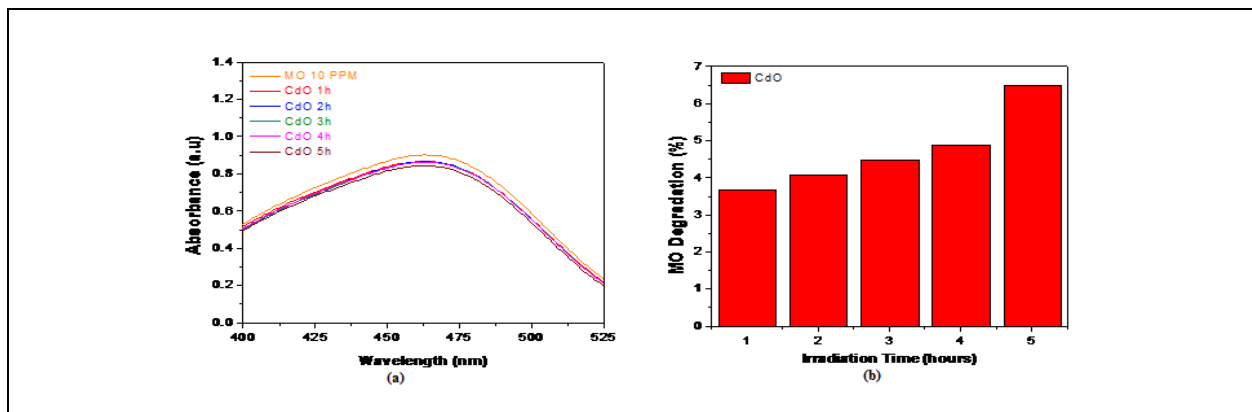 1.4
1.2
1.0
0.8
0.6
0.4
0.2
0.0
Absorbance (a.u)
MO 10 PPM
CdO 1h
CdO 2h
CdO 3h
CdO 4h
CdO 5h
400 425 450 475 500 525
Wavelength (nm)
(a)
7
6
5
4
3
2
1
0
MO Degradation (%)
CdO
1 2 3 4 5
Irradiation Time (hours)
(b)